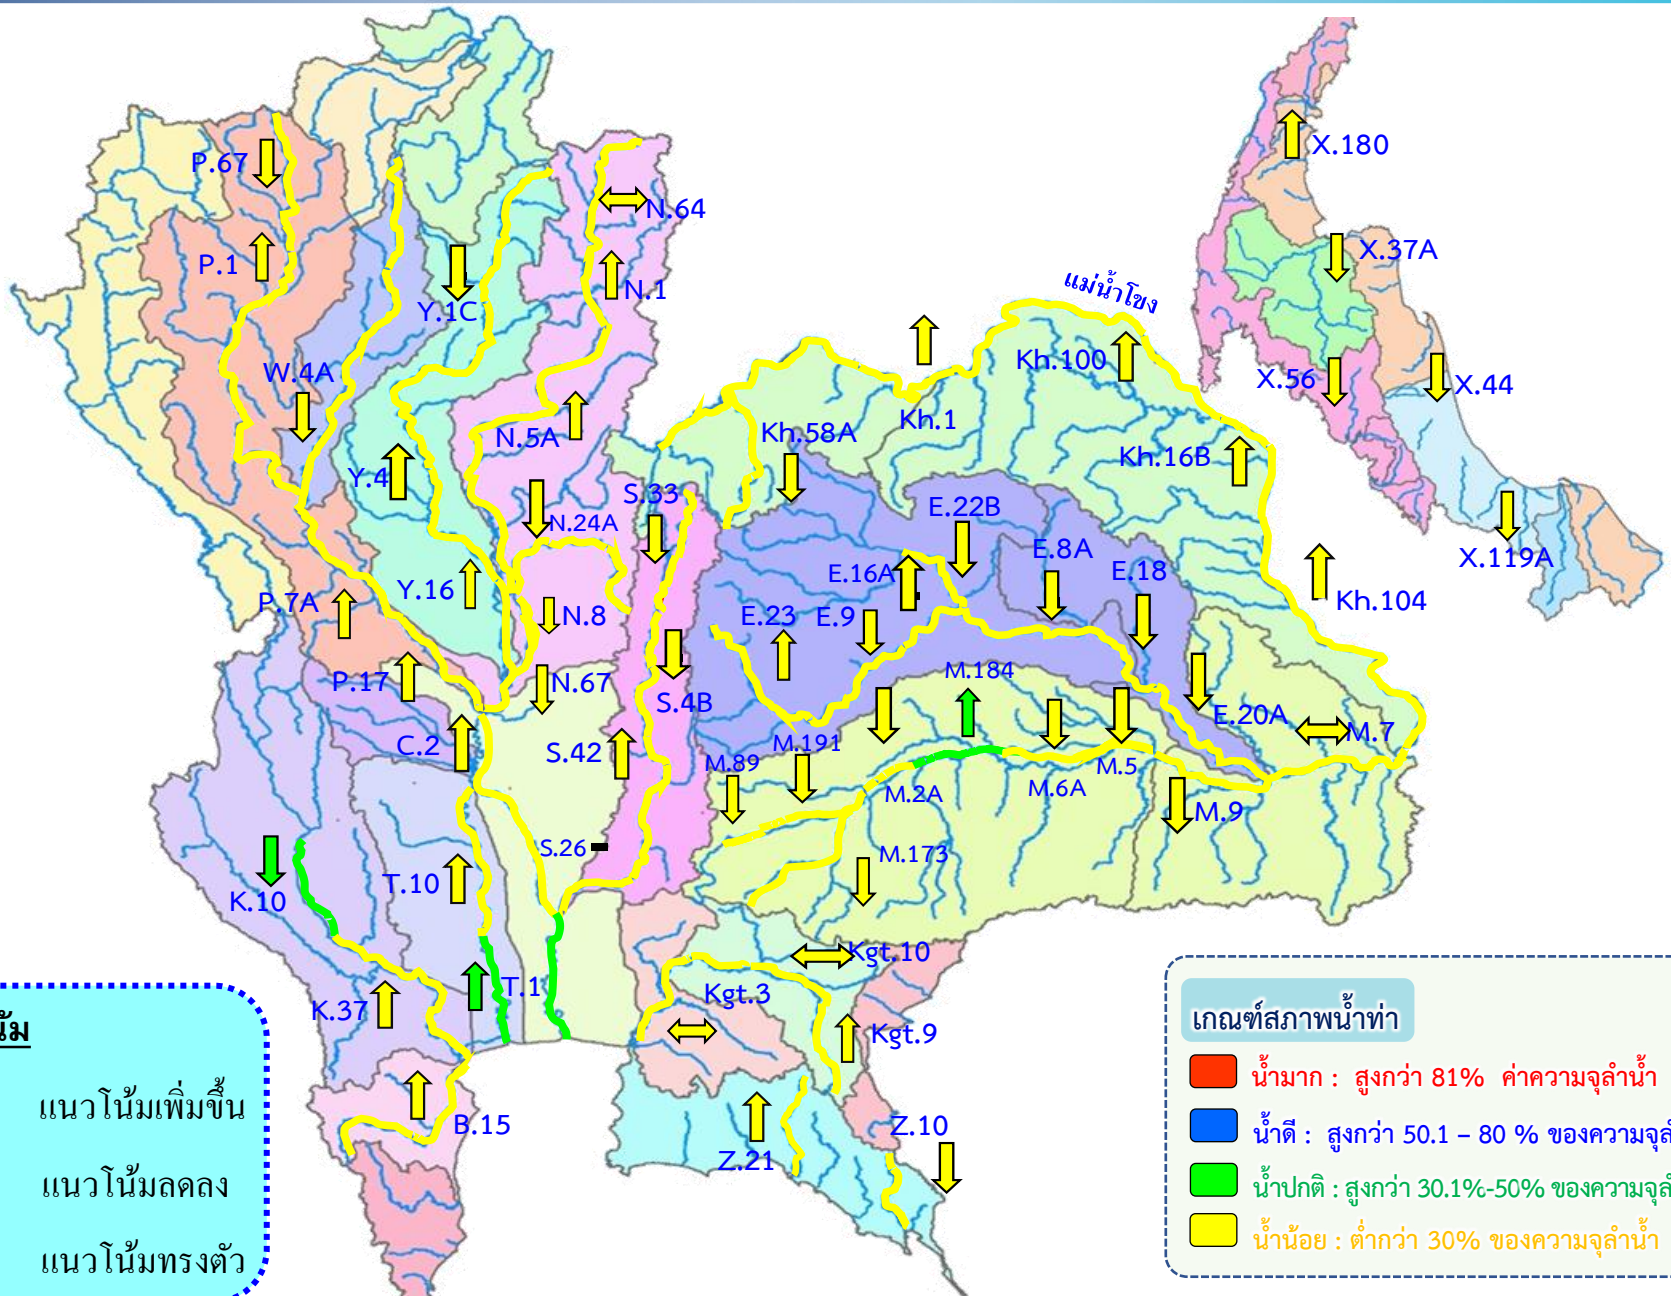 P.67
P.1
W.4A
Y.1C
N.64
N.1
Y.4
N.5A
N.24A
Y.16
N.8
P.7A
P.17
N.67
C.2
S.33
S.4B
S.42
S.26
แม่น้ำโขง
Kh.100
Kh.1
Kh.58A
Kh.16B
Kh.104
E.22B
E.8A
E.18
E.16A
E.23
E.9
E.20A
M.184
M.7
M.191
M.89
M.2A
M.6A
M.5
M.9
M.173
K.10
T.10
K.37
T.1
B.15
Kgt.10
Kgt.3
Kgt.9
Z.21
Z.10
X.180
X.37A
X.56
X.44
X.119A
แนวโน้มเพิ่มขึ้น
แนวโน้มลดลง
แนวโน้มทรงตัว
เกณฑ์สภาพน้ำท่า
น้ำมาก : สูงกว่า 81% ค่าความจุลำน้ำ
น้ำดี : สูงกว่า 50.1 – 80 % ของความจุลำ
น้ำปกติ : สูงกว่า 30.1%-50% ของความจุลำ
น้ำน้อย : ต่ำกว่า 30% ของความจุลำน้ำ